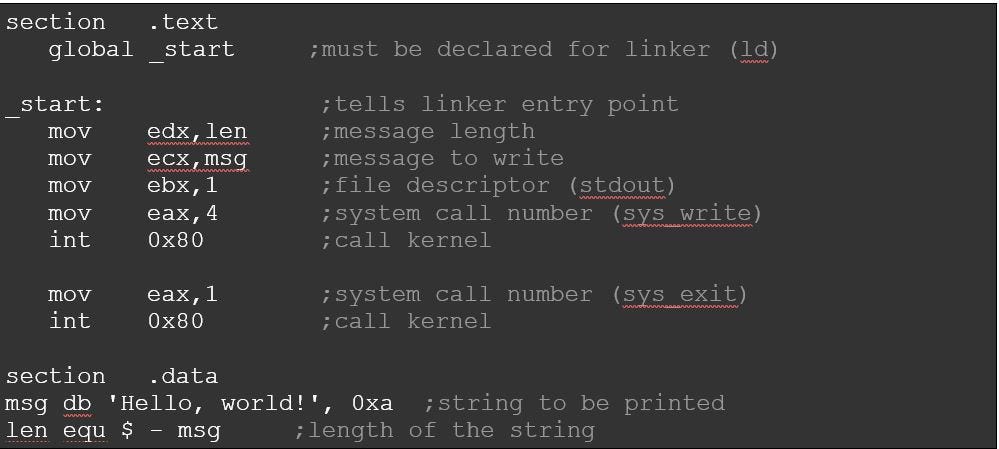 section   .text
   global _start     ;must be declared for linker (ld)
_start:               ;tells linker entry point
   mov    edx,len     ;message length
   mov    ecx,msg     ;message to write
   mov    ebx,1       ;file descriptor (stdout)
   mov    eax,4       ;system call number (sys_write)
   int    0x80        ;call kernel
   mov    eax,1       ;system call number (sys_exit)
   int    0x80        ;call kernel
section   .data
msg db 'Hello, world!', 0xa  ;string to be printed
len equ $ - msg     ;length of the string